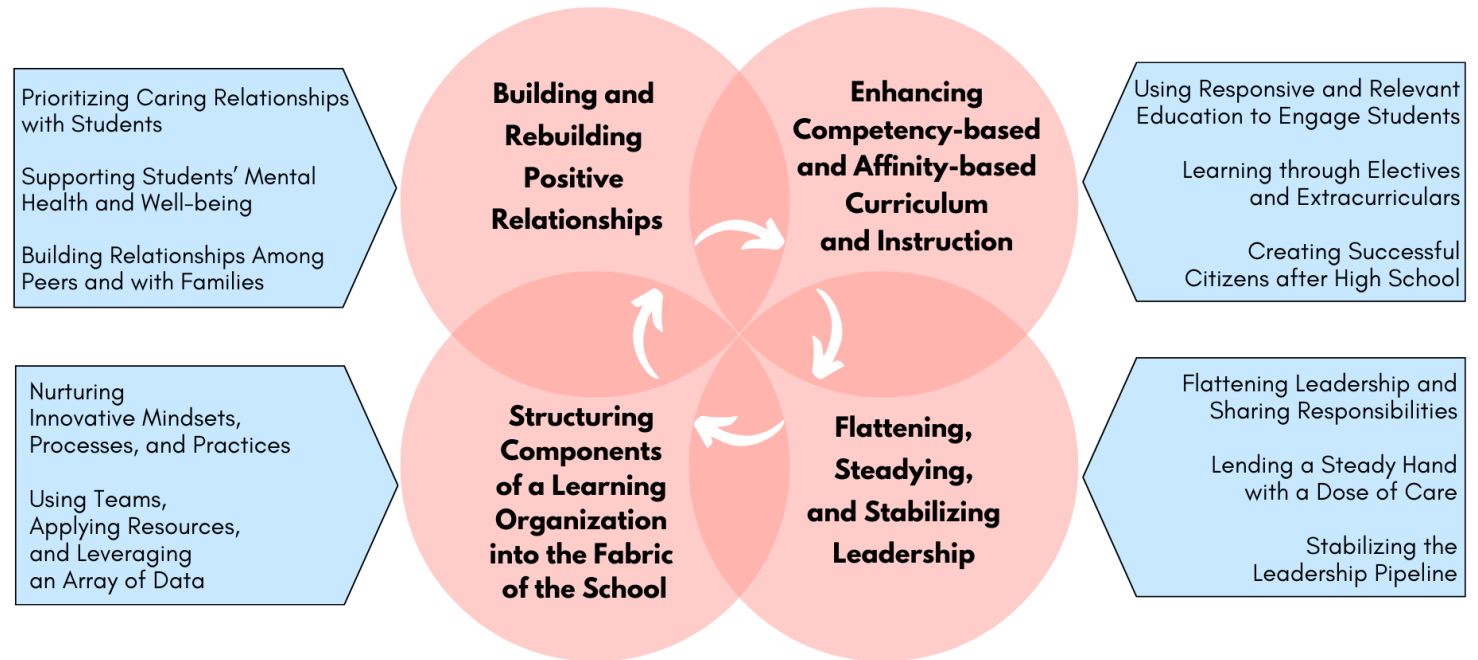 Prioritizing Caring Relationships
with Students
Supporting Students’ Mental
Health and Well-being
Building Relationships Among
Peers and with Families
Building and
Rebuilding
Positive
Relationships
Enhancing
Competency-based
and Affinity-based
Curriculum
and Instruction
Using Responsive and Relevant
Education to Engage Students
Learning through Electives
and Extracurriculars
Creating Successful
Citizens after High School
Nurturing
Innovative Mindsets,
Processes, and Practices
Using Teams,
Applying Resources,
and Leveraging
an Array of Data
Structuring
Components
of a Learning
Organization
into the Fabric
of the School
Flattening,
Steadying,
and Stabilizing
Leadership
Flattening Leadership and
Sharing Responsibilities
Lending a Steady Hand
with a Dose of Care
Stabilizing the
Leadership Pipeline